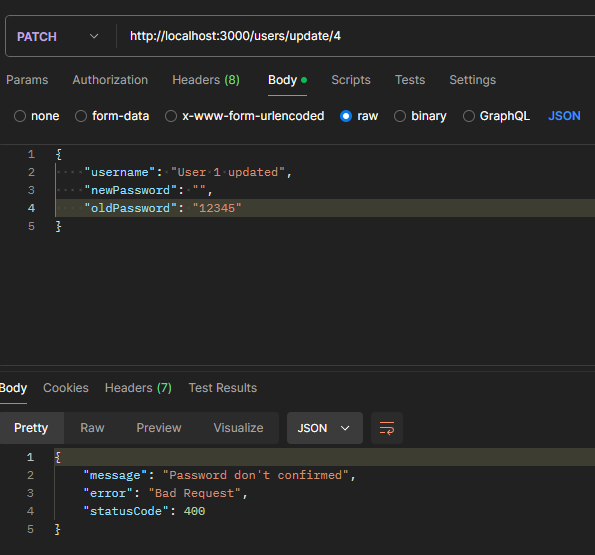 PATCH http://localhost:3000/users/update/4
Params Authorization Headers (8) Body Scripts Tests Settings
none form-data x-www-form-urlencoded raw binary GraphQL JSON
1 {
2 "username": "User 1 updated",
3 "newPassword": "",
4 "oldPassword": "12345"
5 }
Body Cookies Headers (7) Test Results
Pretty Raw Preview Visualize JSON
1 {
2 "message": "Password don't confirmed",
3 "error": "Bad Request",
4 "statusCode": 400
5 }